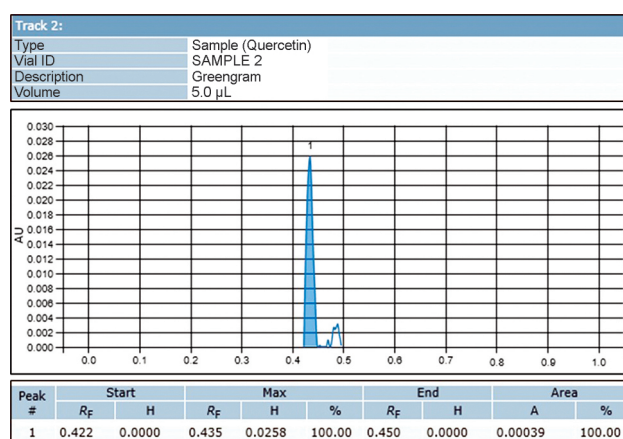 Track 2:
Type Sample (Quercetin)
Vial ID SAMPLE 2
Description Greengram
Volume 5.0 µL
0.030
0.028
0.026
0.024
0.022
0.020
0.018
0.016
0.014
0.012
0.010
0.008
0.006
0.004
0.002
0.000
AU
1
0.0 0.1 0.2 0.3 0.4 0.5 0.6 0.7 0.8 0.9 1.0
Peak Start Max End Area
# RF H RF H % RF H A %
1 0.422 0.0000 0.435 0.0258 100.00 0.450 0.0000 0.00039 100.00